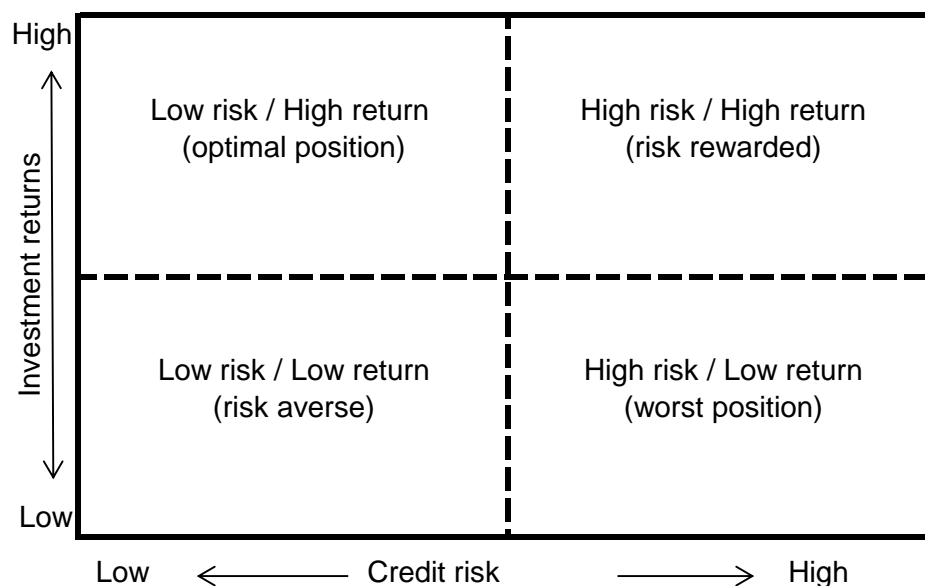 High
Low risk / High return
(optimal position)
High risk / High return
(risk rewarded)
Investment returns
Low risk / Low return
(risk averse)
High risk / Low return
(worst position)
Low
Low
Credit risk
High